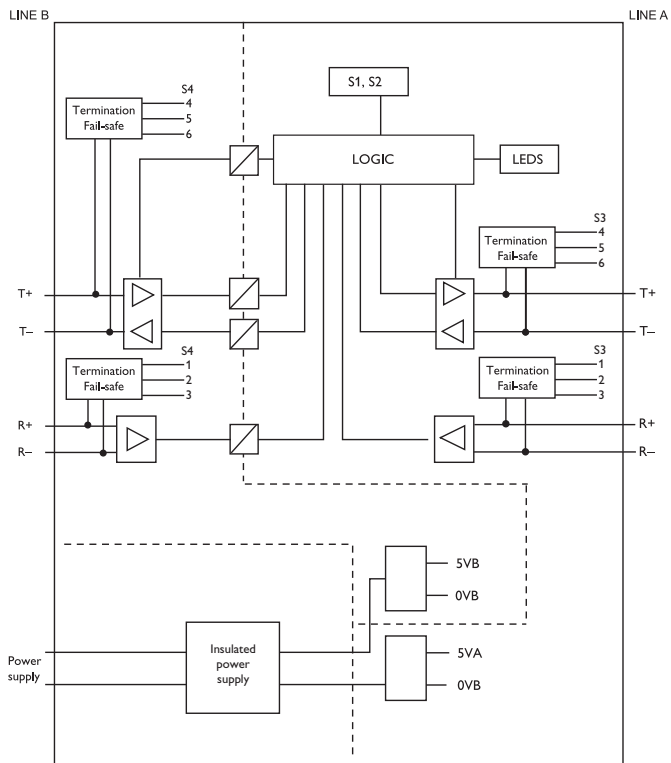 LINE B
LINE A
S1, S2
S4
4
5
6
Termination
Fail-safe
LOGIC
LEDS
S3
4
5
6
Termination
Fail-safe
T+
T+
T–
T–
S4
1
2
3
Termination
Fail-safe
S3
1
2
3
Termination
Fail-safe
R+
R+
R–
R–
5VB
0VB
Insulated
power
supply
Power
supply
5VA
0VB